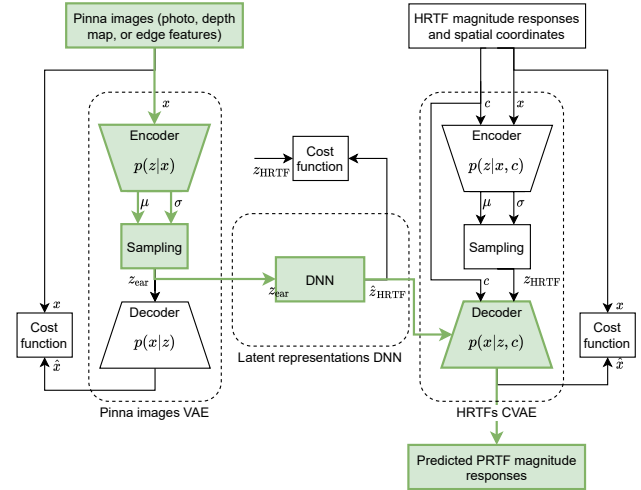 Pinna images (photo, depth
map, or edge features)
HRTF magnitude responses
and spatial coordinates
x
c
x
Encoder
p(z|x)
Cost
function
z_HRTF
Encoder
p(z|x, c)
μ
σ
μ
σ
Sampling
Sampling
z_ear
z_ear
DNN
ẑ_HRTF
c
z_HRTF
x
Cost
function
x̂
Decoder
p(x|z)
Decoder
p(x|z, c)
x
Cost
function
x̂
Latent representations DNN
Pinna images VAE
HRTFs CVAE
Predicted PRTF magnitude
responses